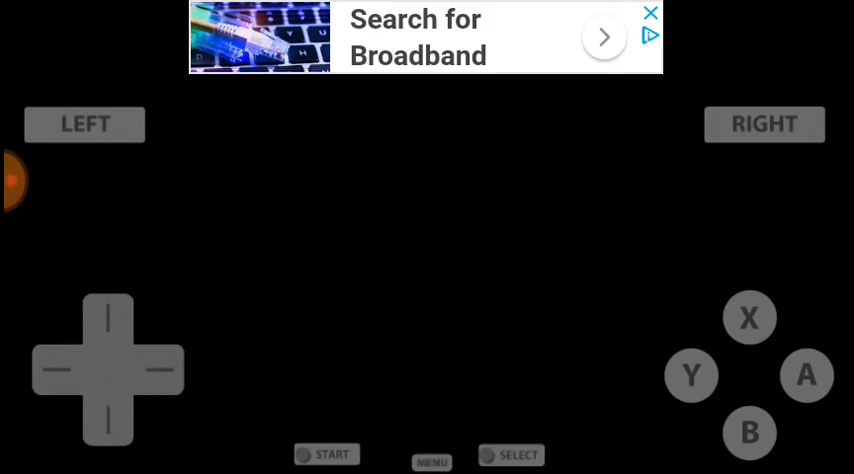 Search for
Broadband
LEFT
RIGHT
X
Y
A
B
START
MENU
SELECT